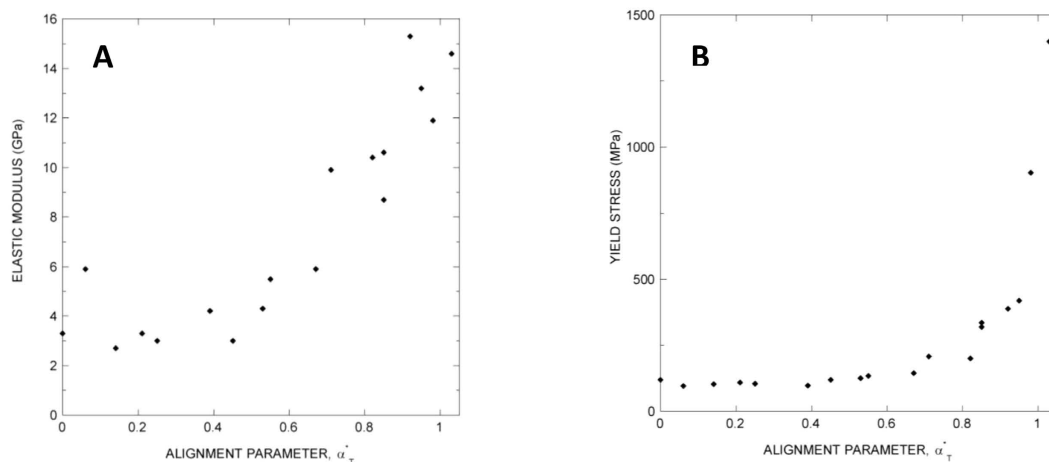 A
16
14
12
10
8
6
4
2
0
ELASTIC MODULUS (GPa)
0 0.2 0.4 0.6 0.8 1
ALIGNMENT PARAMETER, α*T
B
1500
1000
500
0
YIELD STRESS (MPa)
0 0.2 0.4 0.6 0.8 1
ALIGNMENT PARAMETER, α*T